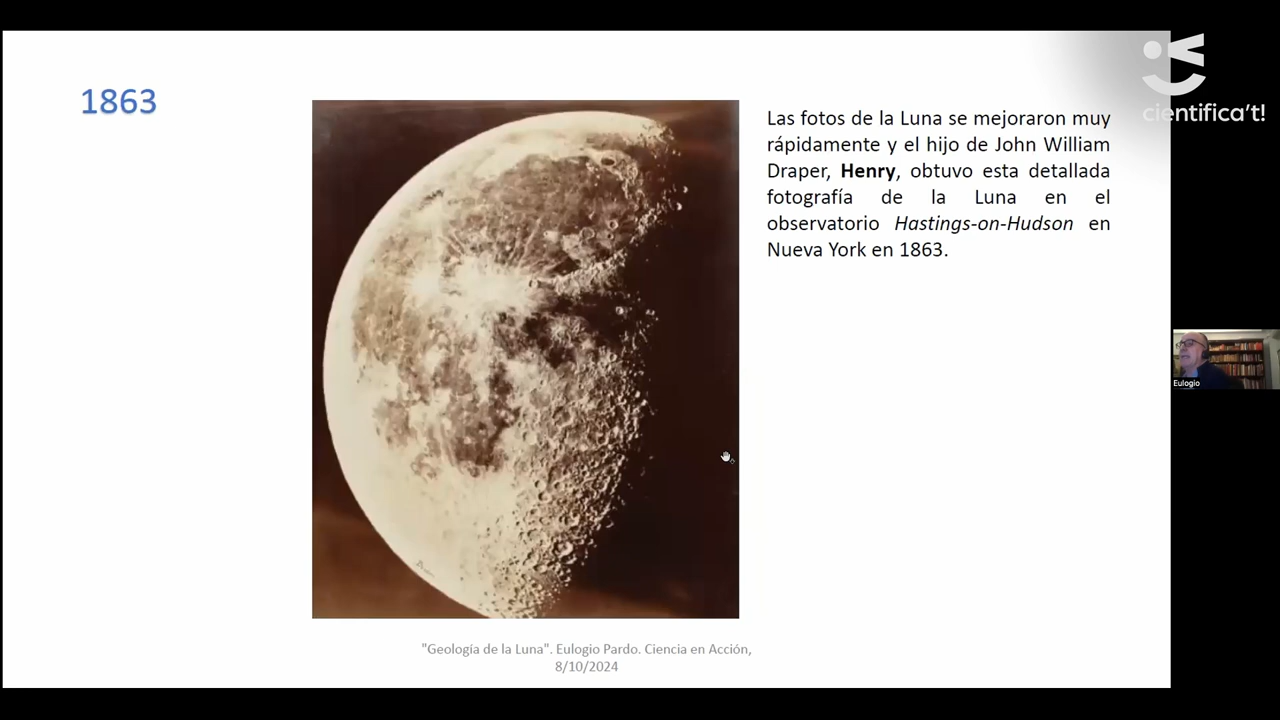 1863
Las fotos de la Luna se mejoraron muy
rápidamente y el hijo de John William
Draper, Henry, obtuvo esta detallada
fotografía de la Luna en el
observatorio Hastings-on-Hudson en
Nueva York en 1863.
cientifica't!
Eulogio
"Geología de la Luna". Eulogio Pardo. Ciencia en Acción,
8/10/2024